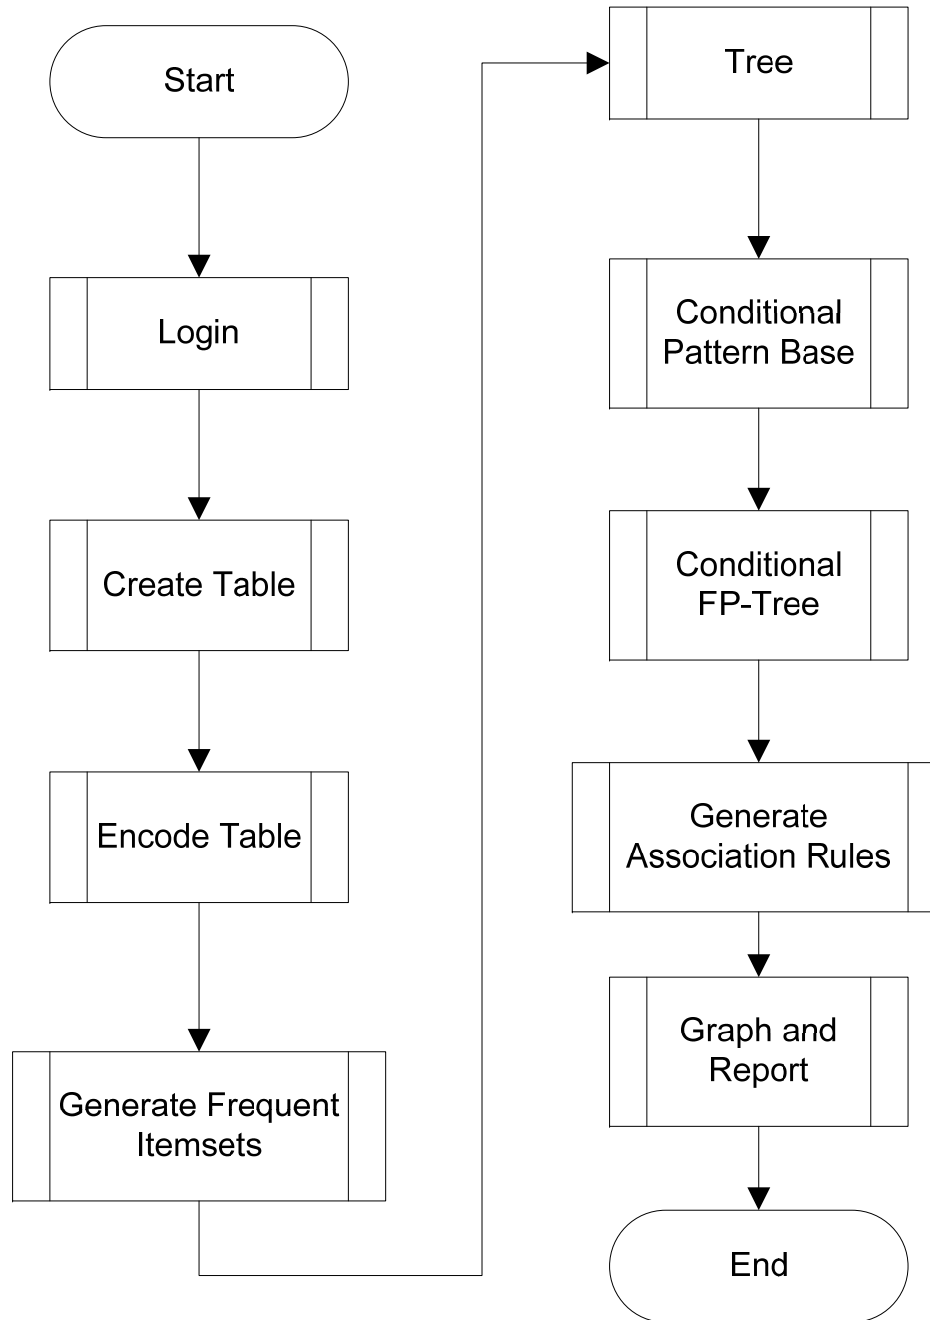 Start
Login
Create Table
Encode Table
Generate Frequent
Itemsets
Tree
Conditional
Pattern Base
Conditional
FP-Tree
Generate
Association Rules
Graph and
Report
End